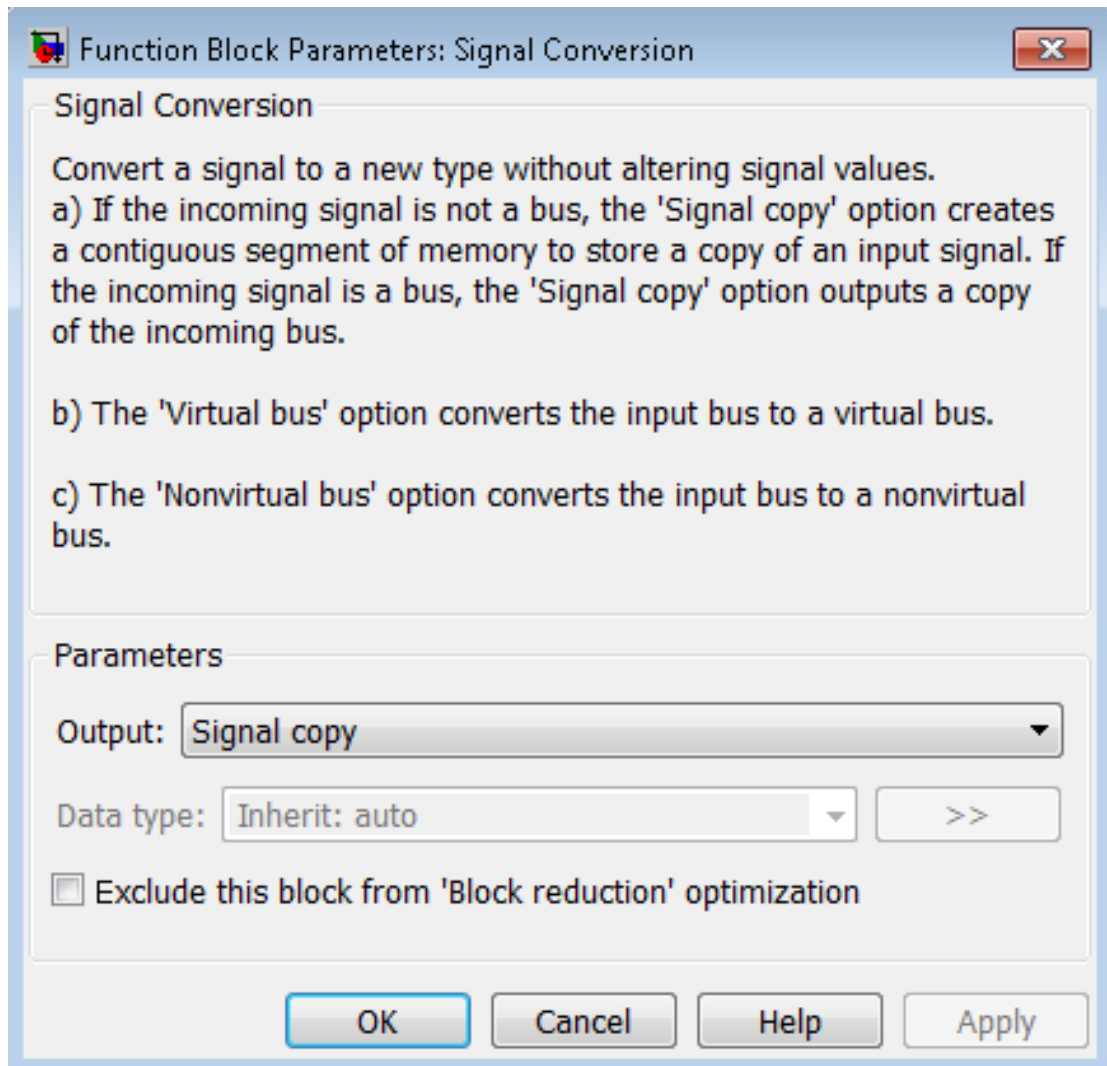 Function Block Parameters: Signal Conversion
Signal Conversion
Convert a signal to a new type without altering signal values.
a) If the incoming signal is not a bus, the 'Signal copy' option creates
a contiguous segment of memory to store a copy of an input signal. If
the incoming signal is a bus, the 'Signal copy' option outputs a copy
of the incoming bus.
b) The 'Virtual bus' option converts the input bus to a virtual bus.
c) The 'Nonvirtual bus' option converts the input bus to a nonvirtual
bus.
Parameters
Output: Signal copy
Data type: Inherit: auto >>
Exclude this block from 'Block reduction' optimization
OK Cancel Help Apply